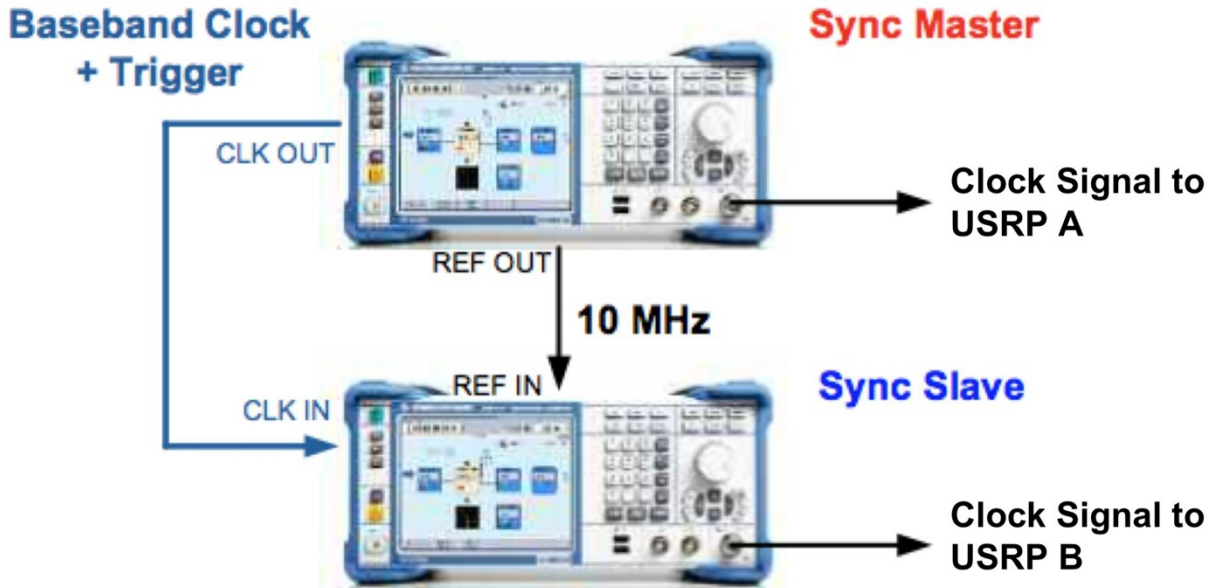 Baseband Clock
+ Trigger
Sync Master
CLK OUT
Clock Signal to
USRP A
REF OUT
10 MHz
REF IN
Sync Slave
CLK IN
Clock Signal to
USRP B